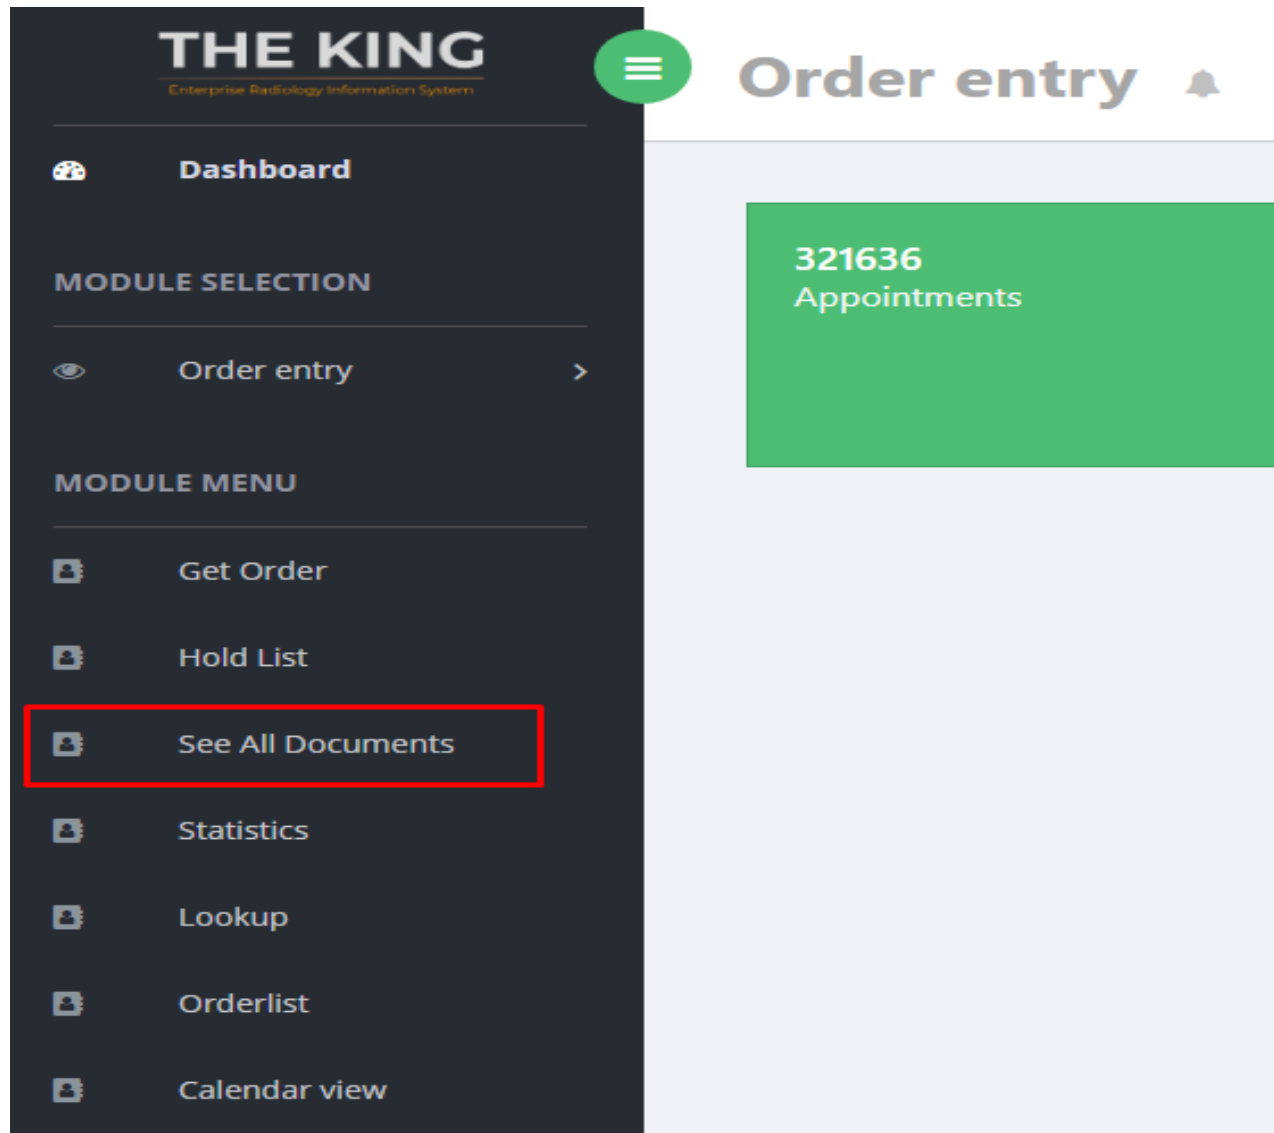 THE KING
Enterprise Radiology Information System
Dashboard
MODULE SELECTION
Order entry
MODULE MENU
Get Order
Hold List
See All Documents
Statistics
Lookup
Orderlist
Calendar view
Order entry
321636
Appointments